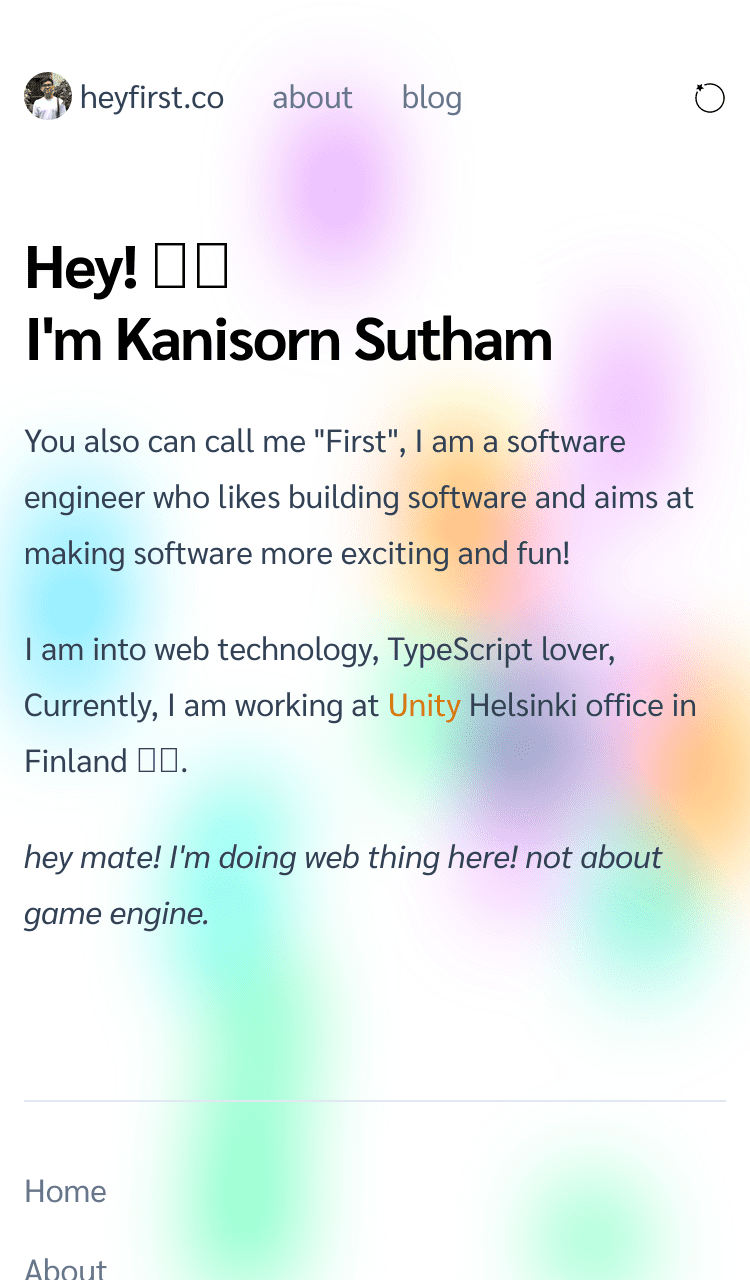 heyfirst.co about blog
Hey! 
I'm Kanisorn Sutham
You also can call me "First", I am a software
engineer who likes building software and aims at
making software more exciting and fun!
I am into web technology, TypeScript lover,
Currently, I am working at Unity Helsinki office in
Finland .
hey mate! I'm doing web thing here! not about
game engine.
Home
About